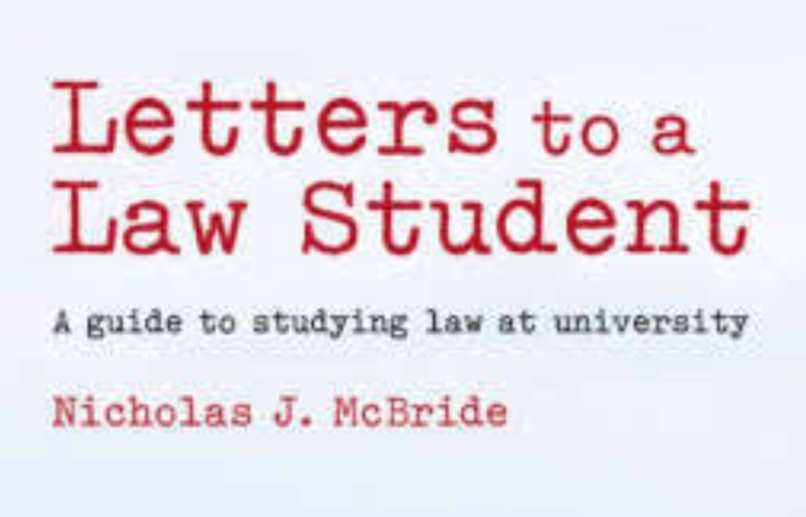 Letters to a
Law Student
A guide to studying law at university
Nicholas J. McBride